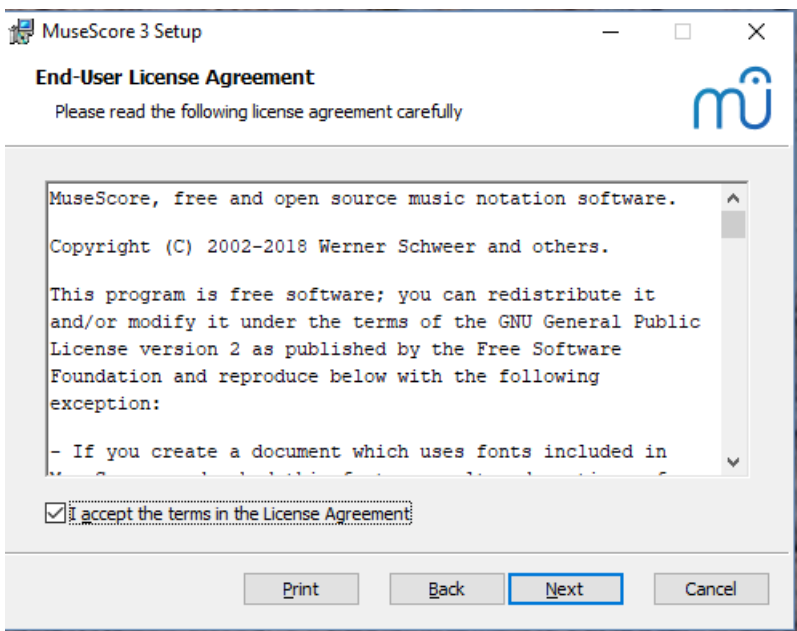 MuseScore 3 Setup
End-User License Agreement
Please read the following license agreement carefully
MuseScore, free and open source music notation software.
Copyright (C) 2002-2018 Werner Schweer and others.
This program is free software; you can redistribute it
and/or modify it under the terms of the GNU General Public
License version 2 as published by the Free Software
Foundation and reproduce below with the following
exception:
- If you create a document which uses fonts included in
I accept the terms in the License Agreement
Print Back Next Cancel